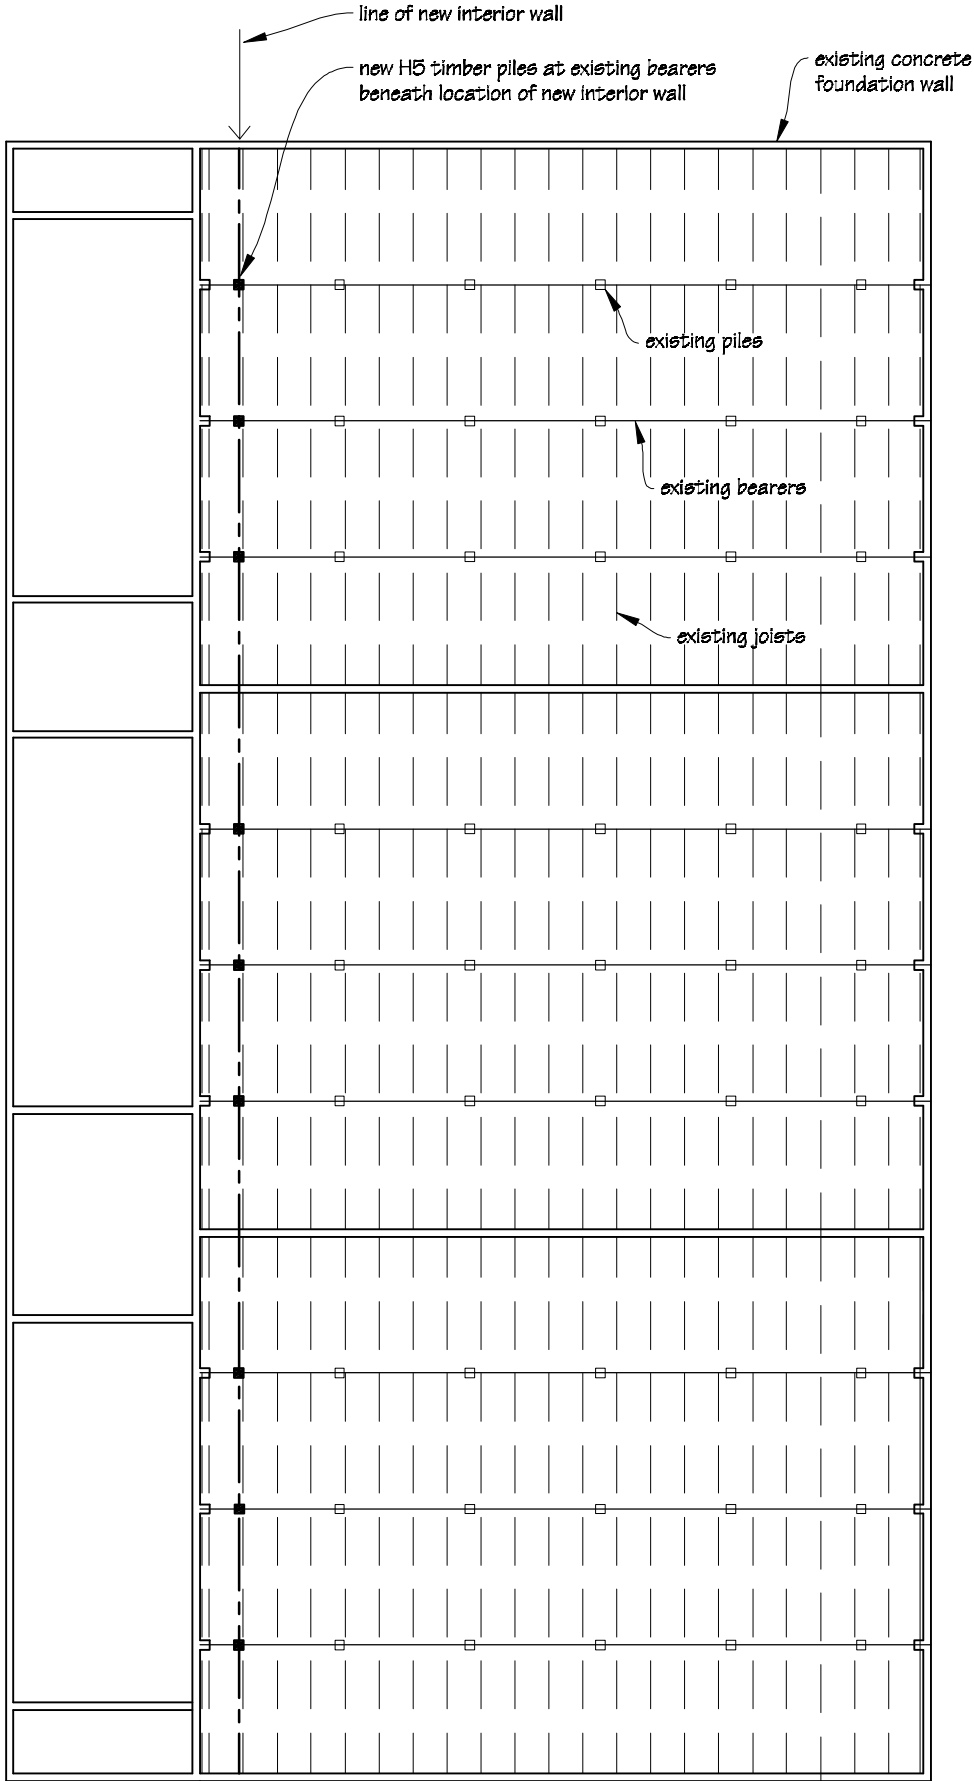 line of new interior wall
existing concrete
foundation wall
new H5 timber piles at existing bearers
beneath location of new interior wall
existing piles
existing bearers
existing joists